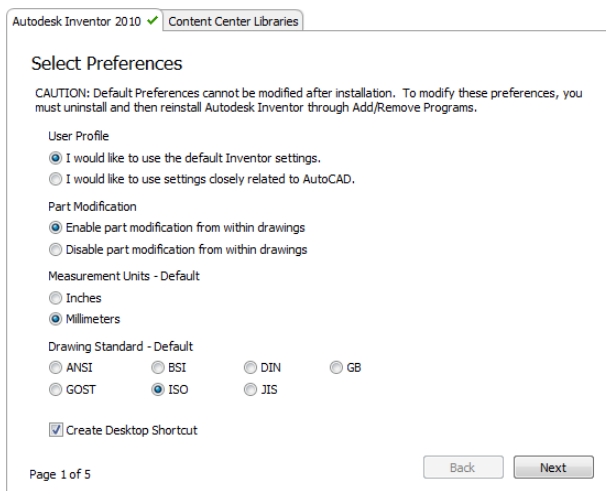 Autodesk Inventor 2010 Content Center Libraries
Select Preferences
CAUTION: Default Preferences cannot be modified after installation. To modify these preferences, you
must uninstall and then reinstall Autodesk Inventor through Add/Remove Programs.
User Profile
I would like to use the default Inventor settings.
I would like to use settings closely related to AutoCAD.
Part Modification
Enable part modification from within drawings
Disable part modification from within drawings
Measurement Units - Default
Inches
Millimeters
Drawing Standard - Default
ANSI BSI DIN GB
GOST ISO JIS
Create Desktop Shortcut
Page 1 of 5 Back Next